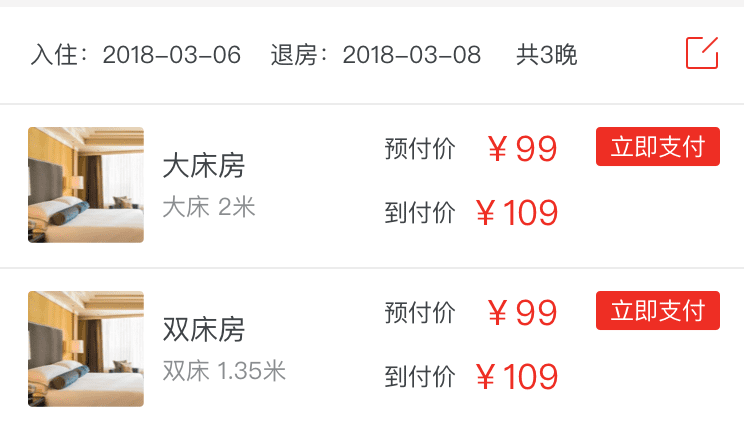 入住：2018-03-06 退房：2018-03-08 共3晚
大床房
大床 2米
预付价 ￥99 立即支付
到付价 ￥109
双床房
双床 1.35米
预付价 ￥99 立即支付
到付价 ￥109